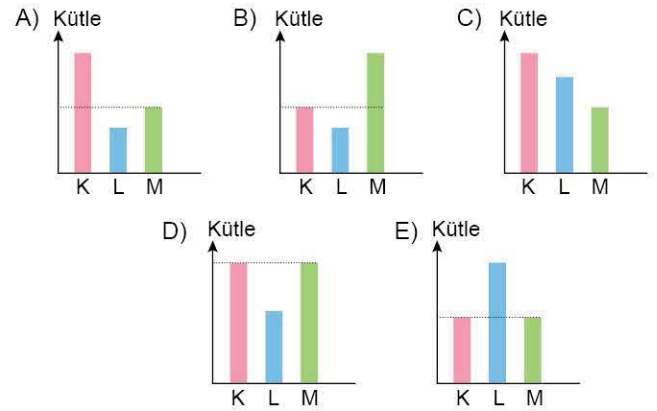 A) Kütle
K L M
B) Kütle
K L M
C) Kütle
K L M
D) Kütle
K L M
E) Kütle
K L M